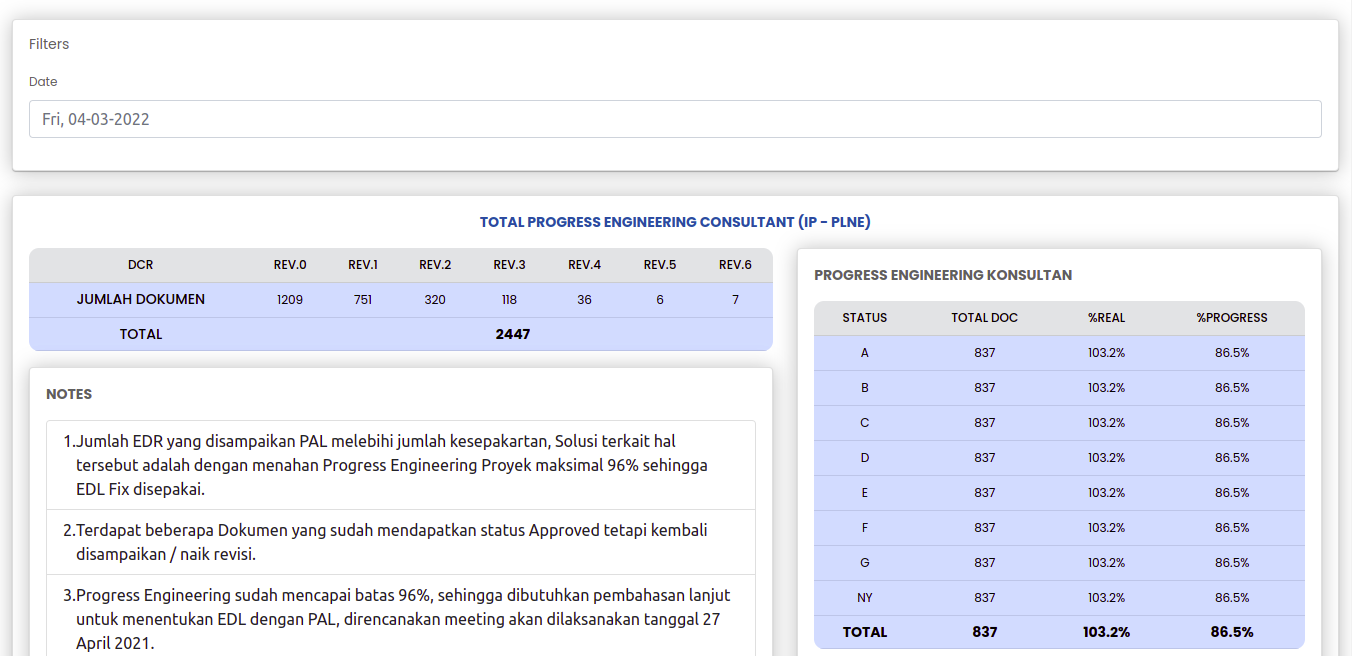 Filters
Date
Fri, 04-03-2022
TOTAL PROGRESS ENGINEERING CONSULTANT (IP - PLNE)
DCR REV.0 REV.1 REV.2 REV.3 REV.4 REV.5 REV.6
JUMLAH DOKUMEN 1209 751 320 118 36 6 7
TOTAL 2447
NOTES
1.Jumlah EDR yang disampaikan PAL melebihi jumlah kesepakartan, Solusi terkait hal
tersebut adalah dengan menahan Progress Engineering Proyek maksimal 96% sehingga
EDL Fix disepakai.
2.Terdapat beberapa Dokumen yang sudah mendapatkan status Approved tetapi kembali
disampaikan / naik revisi.
3.Progress Engineering sudah mencapai batas 96%, sehingga dibutuhkan pembahasan lanjut
untuk menentukan EDL dengan PAL, direncanakan meeting akan dilaksanakan tanggal 27
April 2021.
PROGRESS ENGINEERING KONSULTAN
STATUS TOTAL DOC %REAL %PROGRESS
A 837 103.2% 86.5%
B 837 103.2% 86.5%
C 837 103.2% 86.5%
D 837 103.2% 86.5%
E 837 103.2% 86.5%
F 837 103.2% 86.5%
G 837 103.2% 86.5%
NY 837 103.2% 86.5%
TOTAL 837 103.2% 86.5%